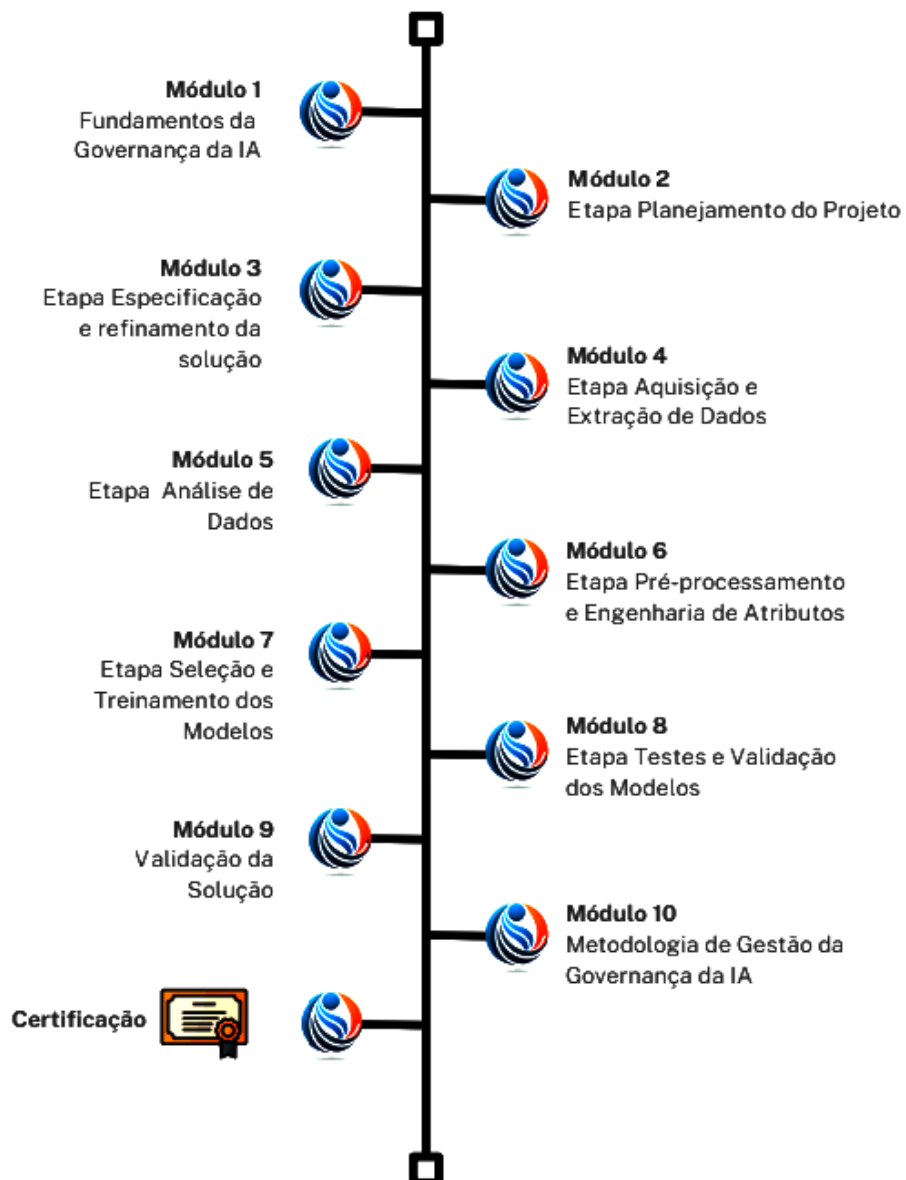 Módulo 1
Fundamentos da
Governança da IA
Módulo 2
Etapa Planejamento do Projeto
Módulo 3
Etapa Especificação
e refinamento da
solução
Módulo 4
Etapa Aquisição e
Extração de Dados
Módulo 5
Etapa Análise de
Dados
Módulo 6
Etapa Pré-processamento
e Engenharia de Atributos
Módulo 7
Etapa Seleção e
Treinamento dos
Modelos
Módulo 8
Etapa Testes e Validação
dos Modelos
Módulo 9
Validação da
Solução
Módulo 10
Metodologia de Gestão da
Governança da IA
Certificação